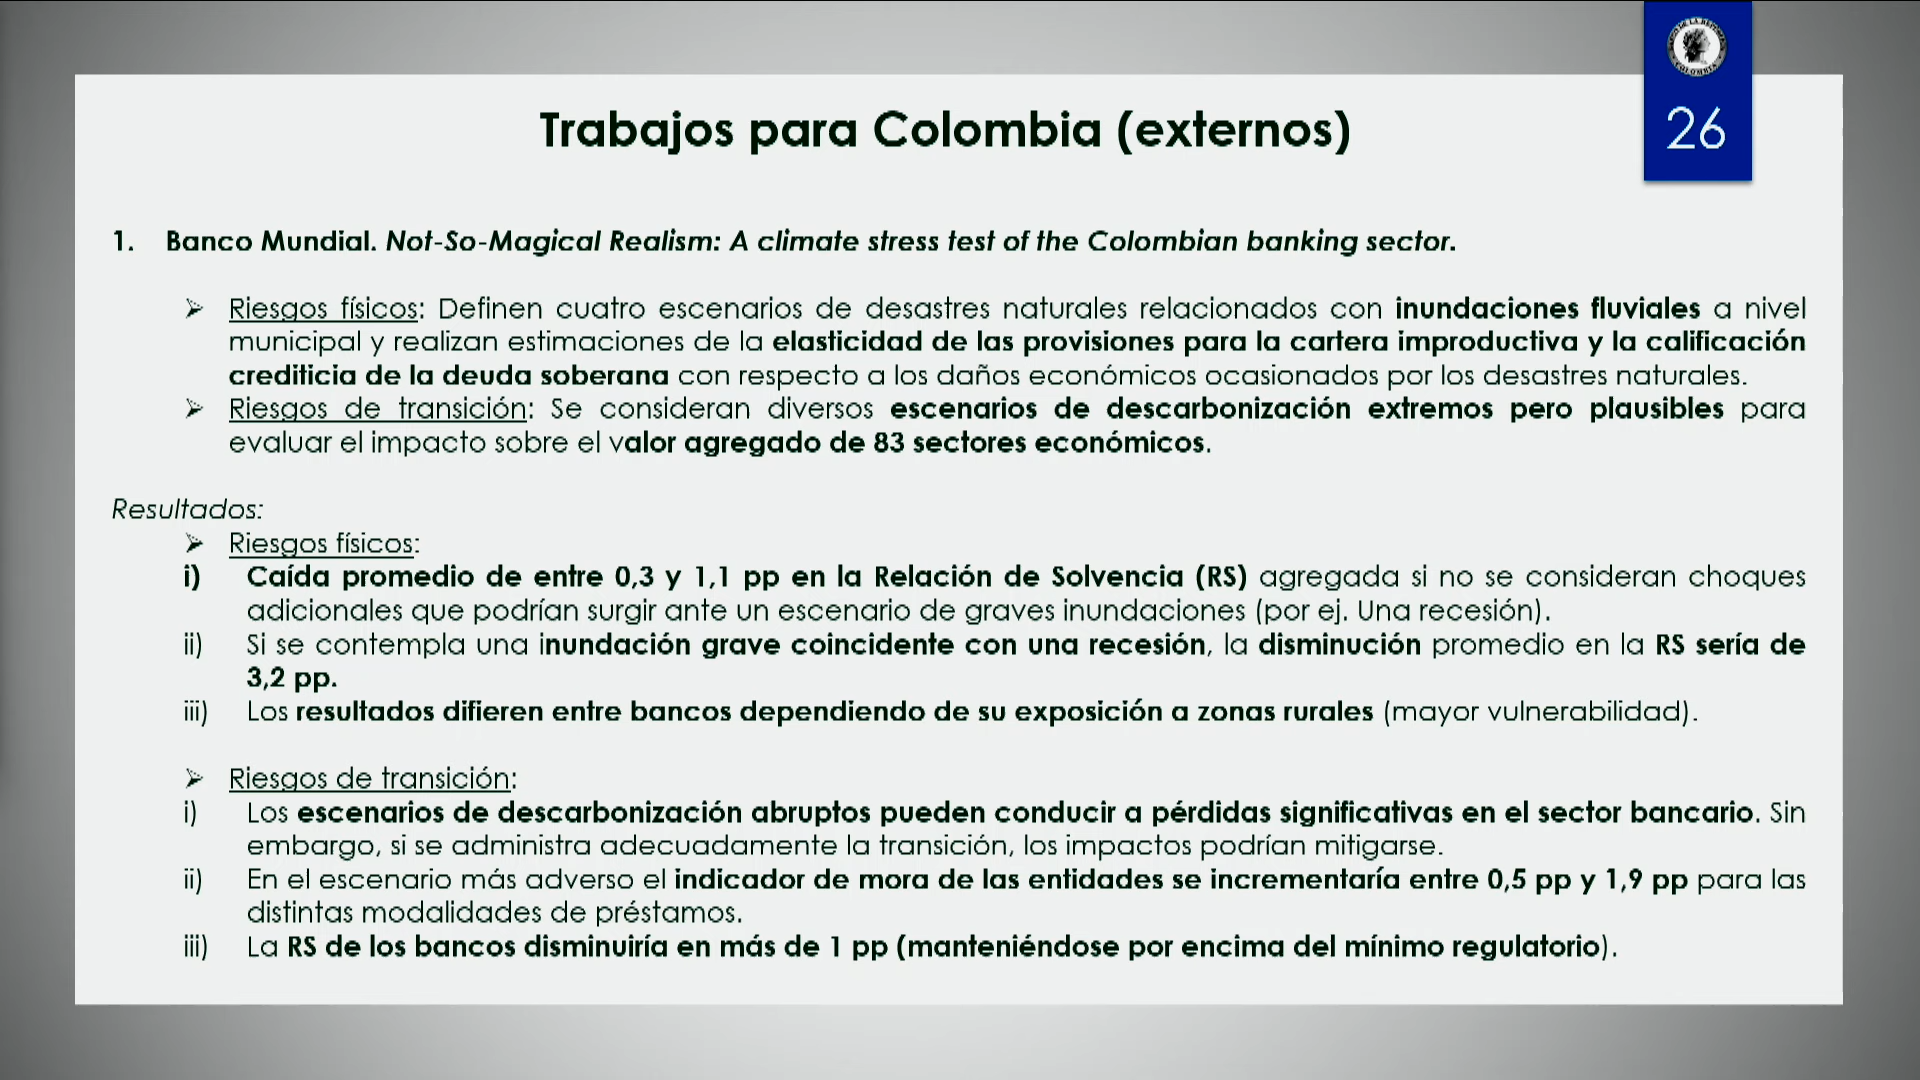 26
Trabajos para Colombia (externos)
1. Banco Mundial. Not-So-Magical Realism: A climate stress test of the Colombian banking sector.
➢ Riesgos físicos: Definen cuatro escenarios de desastres naturales relacionados con inundaciones fluviales a nivel
municipal y realizan estimaciones de la elasticidad de las provisiones para la cartera improductiva y la calificación
crediticia de la deuda soberana con respecto a los daños económicos ocasionados por los desastres naturales.
➢ Riesgos de transición: Se consideran diversos escenarios de descarbonización extremos pero plausibles para
evaluar el impacto sobre el valor agregado de 83 sectores económicos.
Resultados:
➢ Riesgos físicos:
i) Caída promedio de entre 0,3 y 1,1 pp en la Relación de Solvencia (RS) agregada si no se consideran choques
adicionales que podrían surgir ante un escenario de graves inundaciones (por ej. Una recesión).
ii) Si se contempla una inundación grave coincidente con una recesión, la disminución promedio en la RS sería de
3,2 pp.
iii) Los resultados difieren entre bancos dependiendo de su exposición a zonas rurales (mayor vulnerabilidad).
➢ Riesgos de transición:
i) Los escenarios de descarbonización abruptos pueden conducir a pérdidas significativas en el sector bancario. Sin
embargo, si se administra adecuadamente la transición, los impactos podrían mitigarse.
ii) En el escenario más adverso el indicador de mora de las entidades se incrementaría entre 0,5 pp y 1,9 pp para las
distintas modalidades de préstamos.
iii) La RS de los bancos disminuiría en más de 1 pp (manteniéndose por encima del mínimo regulatorio).